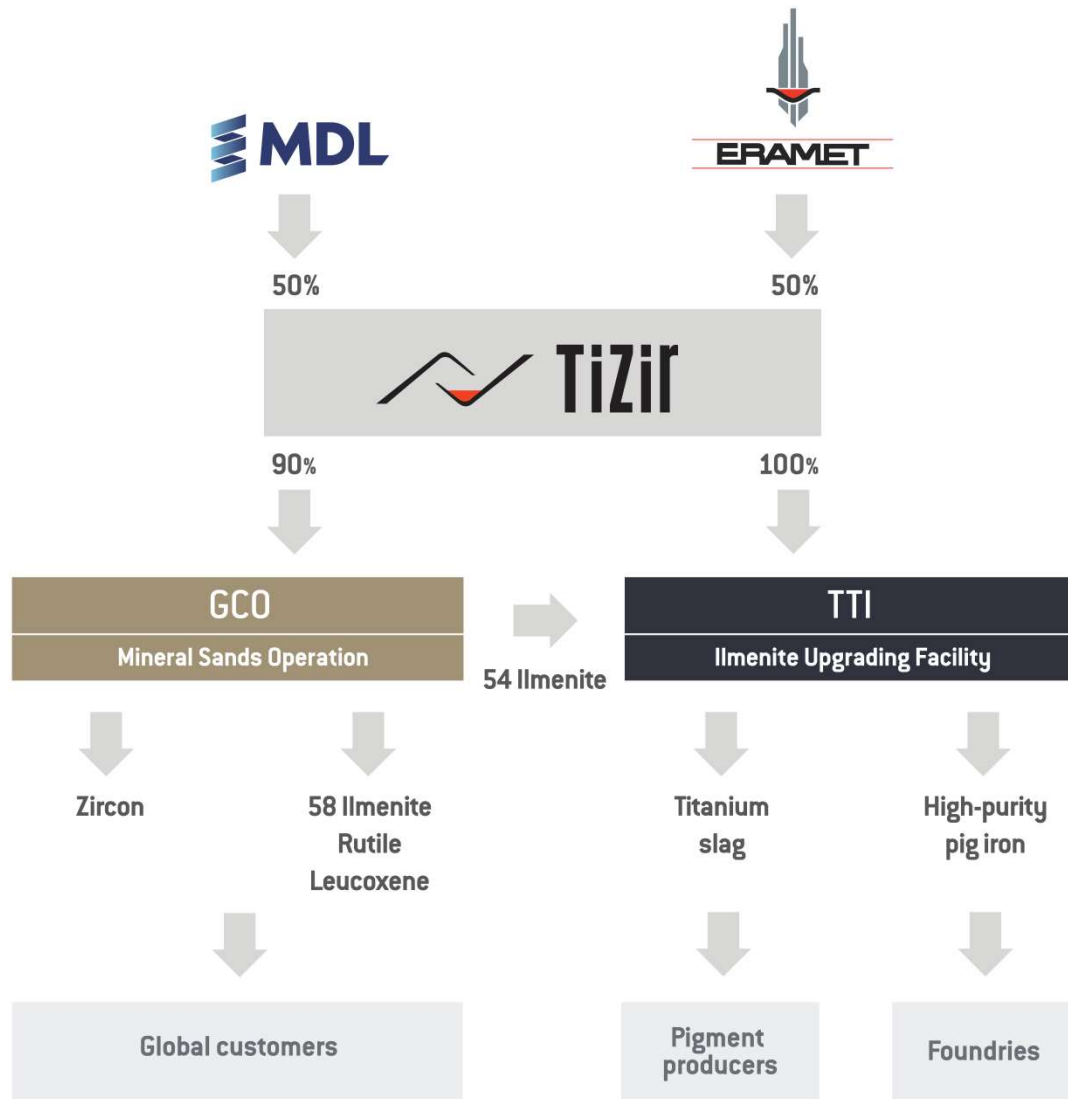 MDL
ERAMET
50%
50%
TiZir
90%
100%
GCO
Mineral Sands Operation
54 Ilmenite
TTI
Ilmenite Upgrading Facility
Zircon
58 Ilmenite
Rutile
Leucoxene
Titanium
slag
High-purity
pig iron
Global customers
Pigment
producers
Foundries